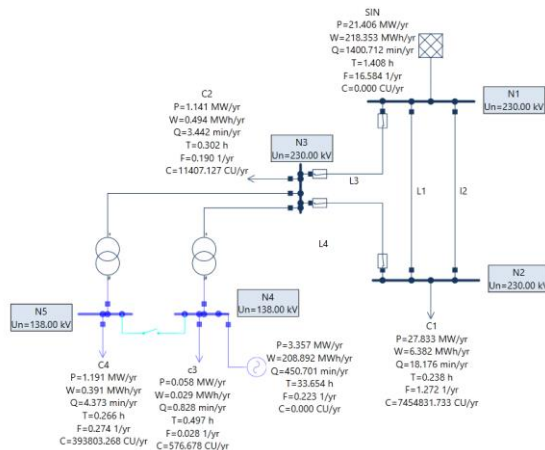 SIN
P=21.406 MW/yr
W=218.353 MWh/yr
Q=1400.712 min/yr
T=1.408 h
F=16.584 1/yr
C=0.000 CU/yr
N1
Un=230.00 kV
C2
P=1.141 MW/yr
W=0.494 MWh/yr
Q=3.442 min/yr
T=0.302 h
F=0.190 1/yr
C=11407.127 CU/yr
N3
Un=230.00 kV
L3
L1
l2
L4
N2
Un=230.00 kV
N5
Un=138.00 kV
N4
Un=138.00 kV
C4
P=1.191 MW/yr
W=0.391 MWh/yr
Q=4.373 min/yr
T=0.266 h
F=0.274 1/yr
C=393803.268 CU/yr
c3
P=0.058 MW/yr
W=0.029 MWh/yr
Q=0.828 min/yr
T=0.497 h
F=0.028 1/yr
C=576.678 CU/yr
P=3.357 MW/yr
W=208.892 MWh/yr
Q=450.701 min/yr
T=33.654 h
F=0.223 1/yr
C=0.000 CU/yr
C1
P=27.833 MW/yr
W=6.382 MWh/yr
Q=18.176 min/yr
T=0.238 h
F=1.272 1/yr
C=7454831.733 CU/yr